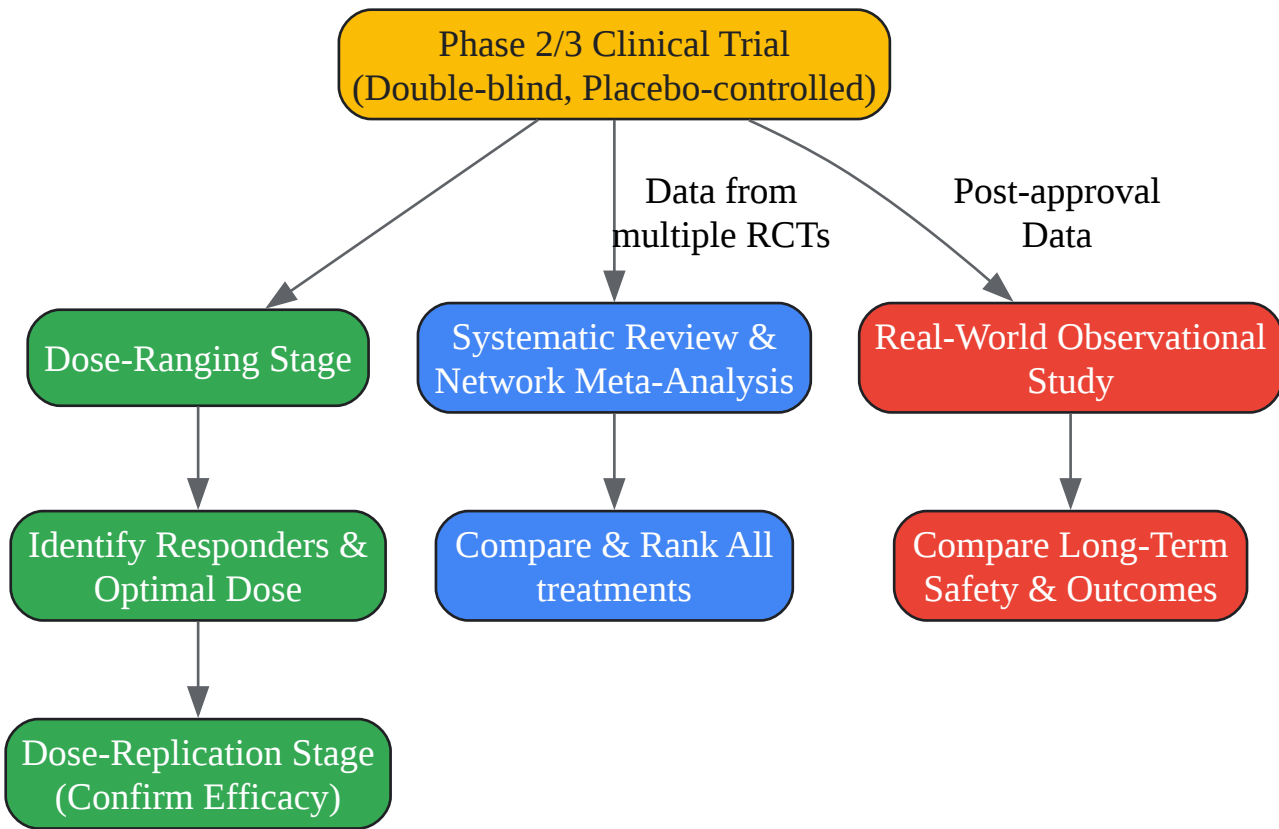 Phase 2/3 Clinical Trial
(Double-blind, Placebo-controlled)
Data from
multiple RCTs
Post-approval
Data
Dose-Ranging Stage
Systematic Review &
Network Meta-Analysis
Real-World Observational
Study
Identify Responders &
Optimal Dose
Compare & Rank All
treatments
Compare Long-Term
Safety & Outcomes
Dose-Replication Stage
(Confirm Efficacy)